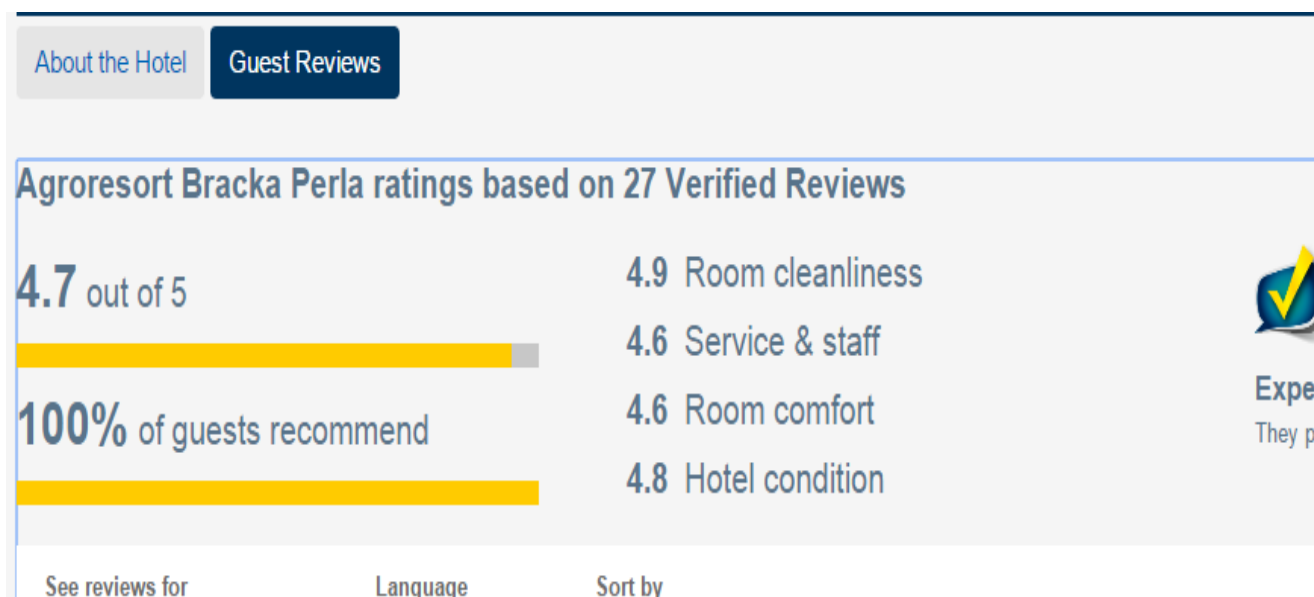 About the Hotel
Guest Reviews
Agroresort Bracka Perla ratings based on 27 Verified Reviews
4.7 out of 5
100% of guests recommend
4.9 Room cleanliness
4.6 Service & staff
4.6 Room comfort
4.8 Hotel condition
Expe
They p
See reviews for
Language
Sort by